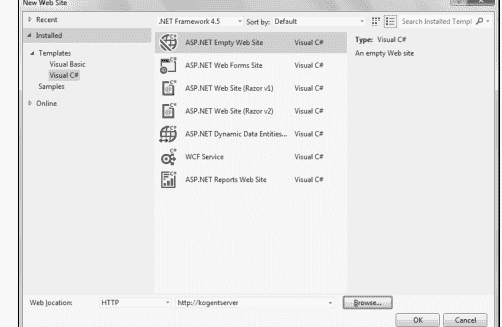 New Web Site
Recent
.NET Framework 4.5 Sort by: Default Search Installed Templ
Installed
Templates
Visual Basic
Visual C#
Samples
Online
ASP.NET Empty Web Site Visual C#
ASP.NET Web Forms Site Visual C#
ASP.NET Web Site (Razor v1) Visual C#
ASP.NET Web Site (Razor v2) Visual C#
ASP.NET Dynamic Data Entities... Visual C#
WCF Service Visual C#
ASP.NET Reports Web Site Visual C#
Type: Visual C#
An empty Web site
Web location: HTTP http://kogentserver Browse...
OK Cancel